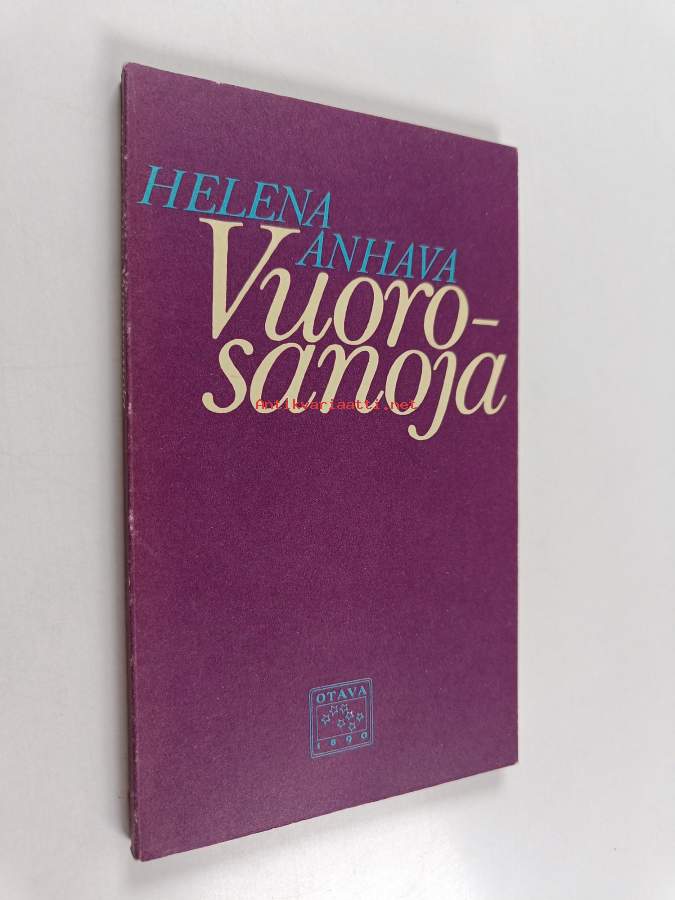 HELENA
ANHAVA
Vuoro-
sanoja
Antikvariaatti.net
OTAVA
1890